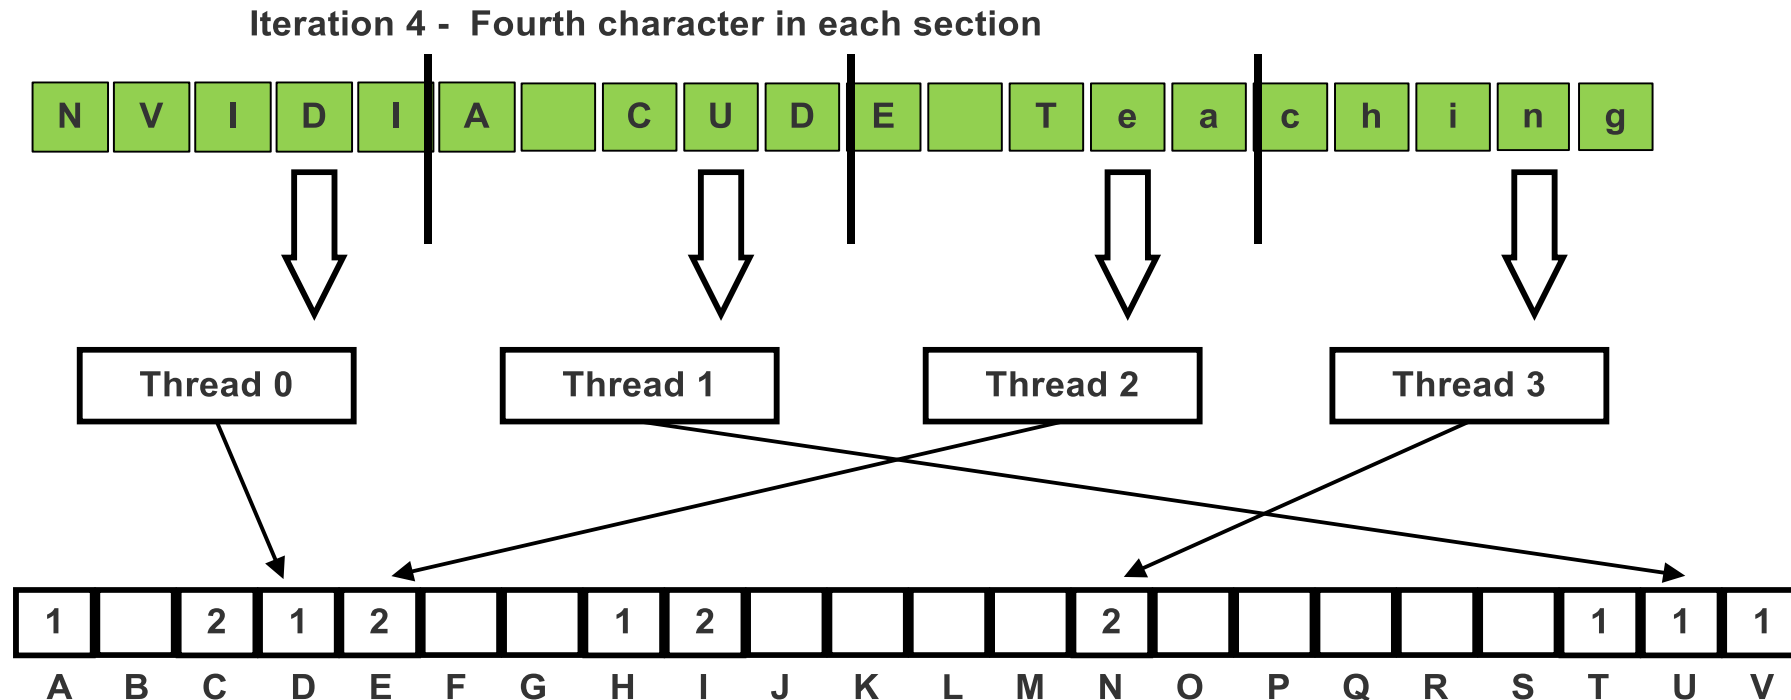 Iteration 4 - Fourth character in each section
N V I D I A C U D E T e a c h i n g
Thread 0 Thread 1 Thread 2 Thread 3
1 2 1 2 1 2 2 1 1 1
A B C D E F G H I J K L M N O P Q R S T U V